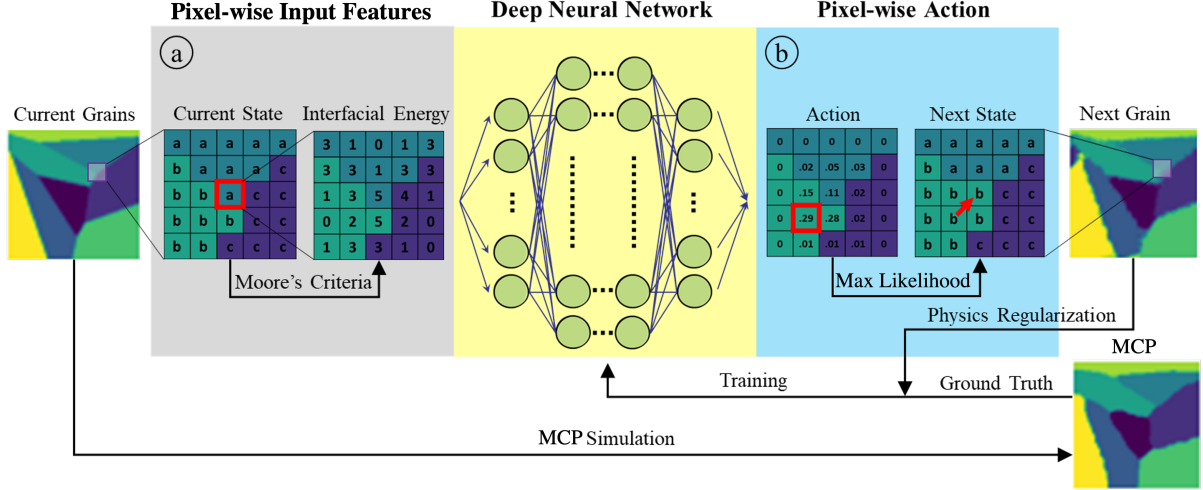 Pixel-wise Input Features
Deep Neural Network
Pixel-wise Action
a
b
Current Grains
Current State
Interfacial Energy
Action
Next State
Next Grain
a a a a a
b a a a c
b b a c c
b b b c c
b b c c c
3 1 0 1 3
3 3 1 3 3
1 3 5 4 1
0 2 5 2 0
1 3 3 1 0
0 0 0 0 0
0 .02 .05 .03 0
0 .15 .11 .02 0
0 .29 .28 .02 0
0 .01 .01 .01 0
a a a a a
b a a a c
b b b c c
b b b c c
b b c c c
Moore's Criteria
Max Likelihood
Physics Regularization
MCP
Training
Ground Truth
MCP Simulation